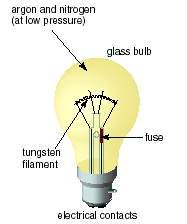 argon and nitrogen
(at low pressure)
glass bulb
tungsten
filament
fuse
electrical contacts